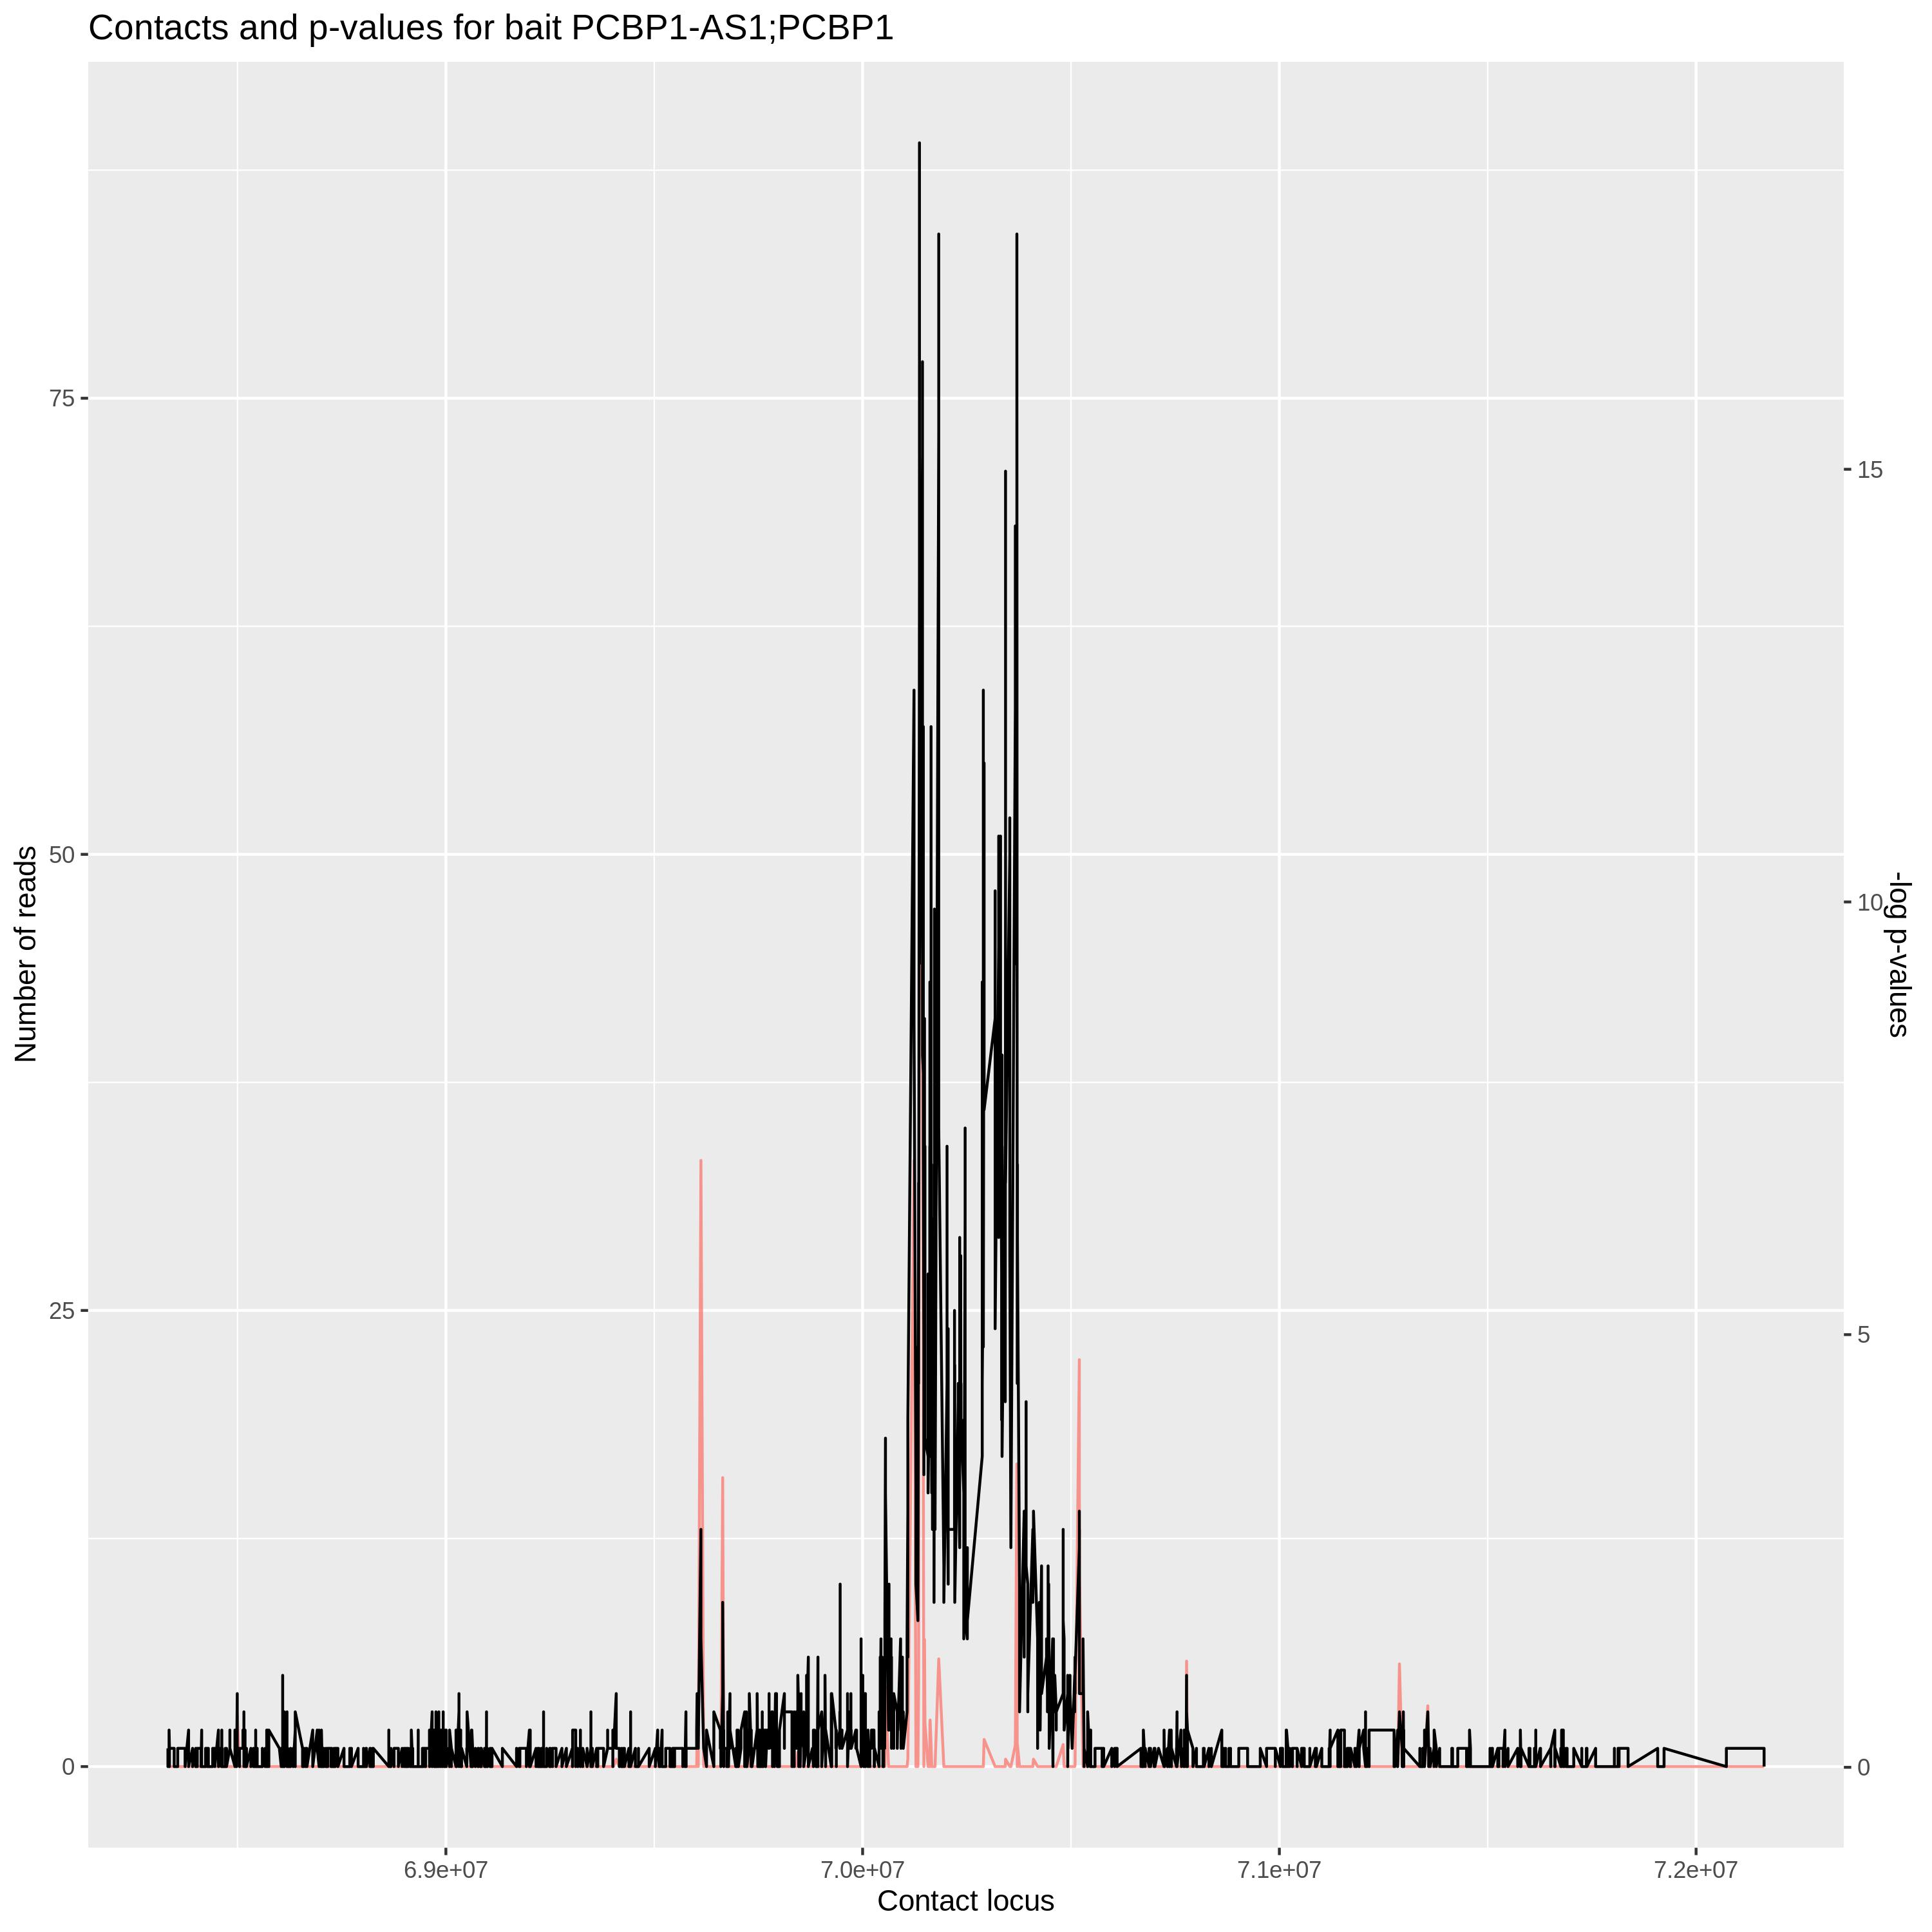 Contacts and p-values for bait PCBP1-AS1;PCBP1
Number of reads
75
50
25
0
15
10
5
0
-log p-values
6.9e+07
7.0e+07
7.1e+07
7.2e+07
Contact locus